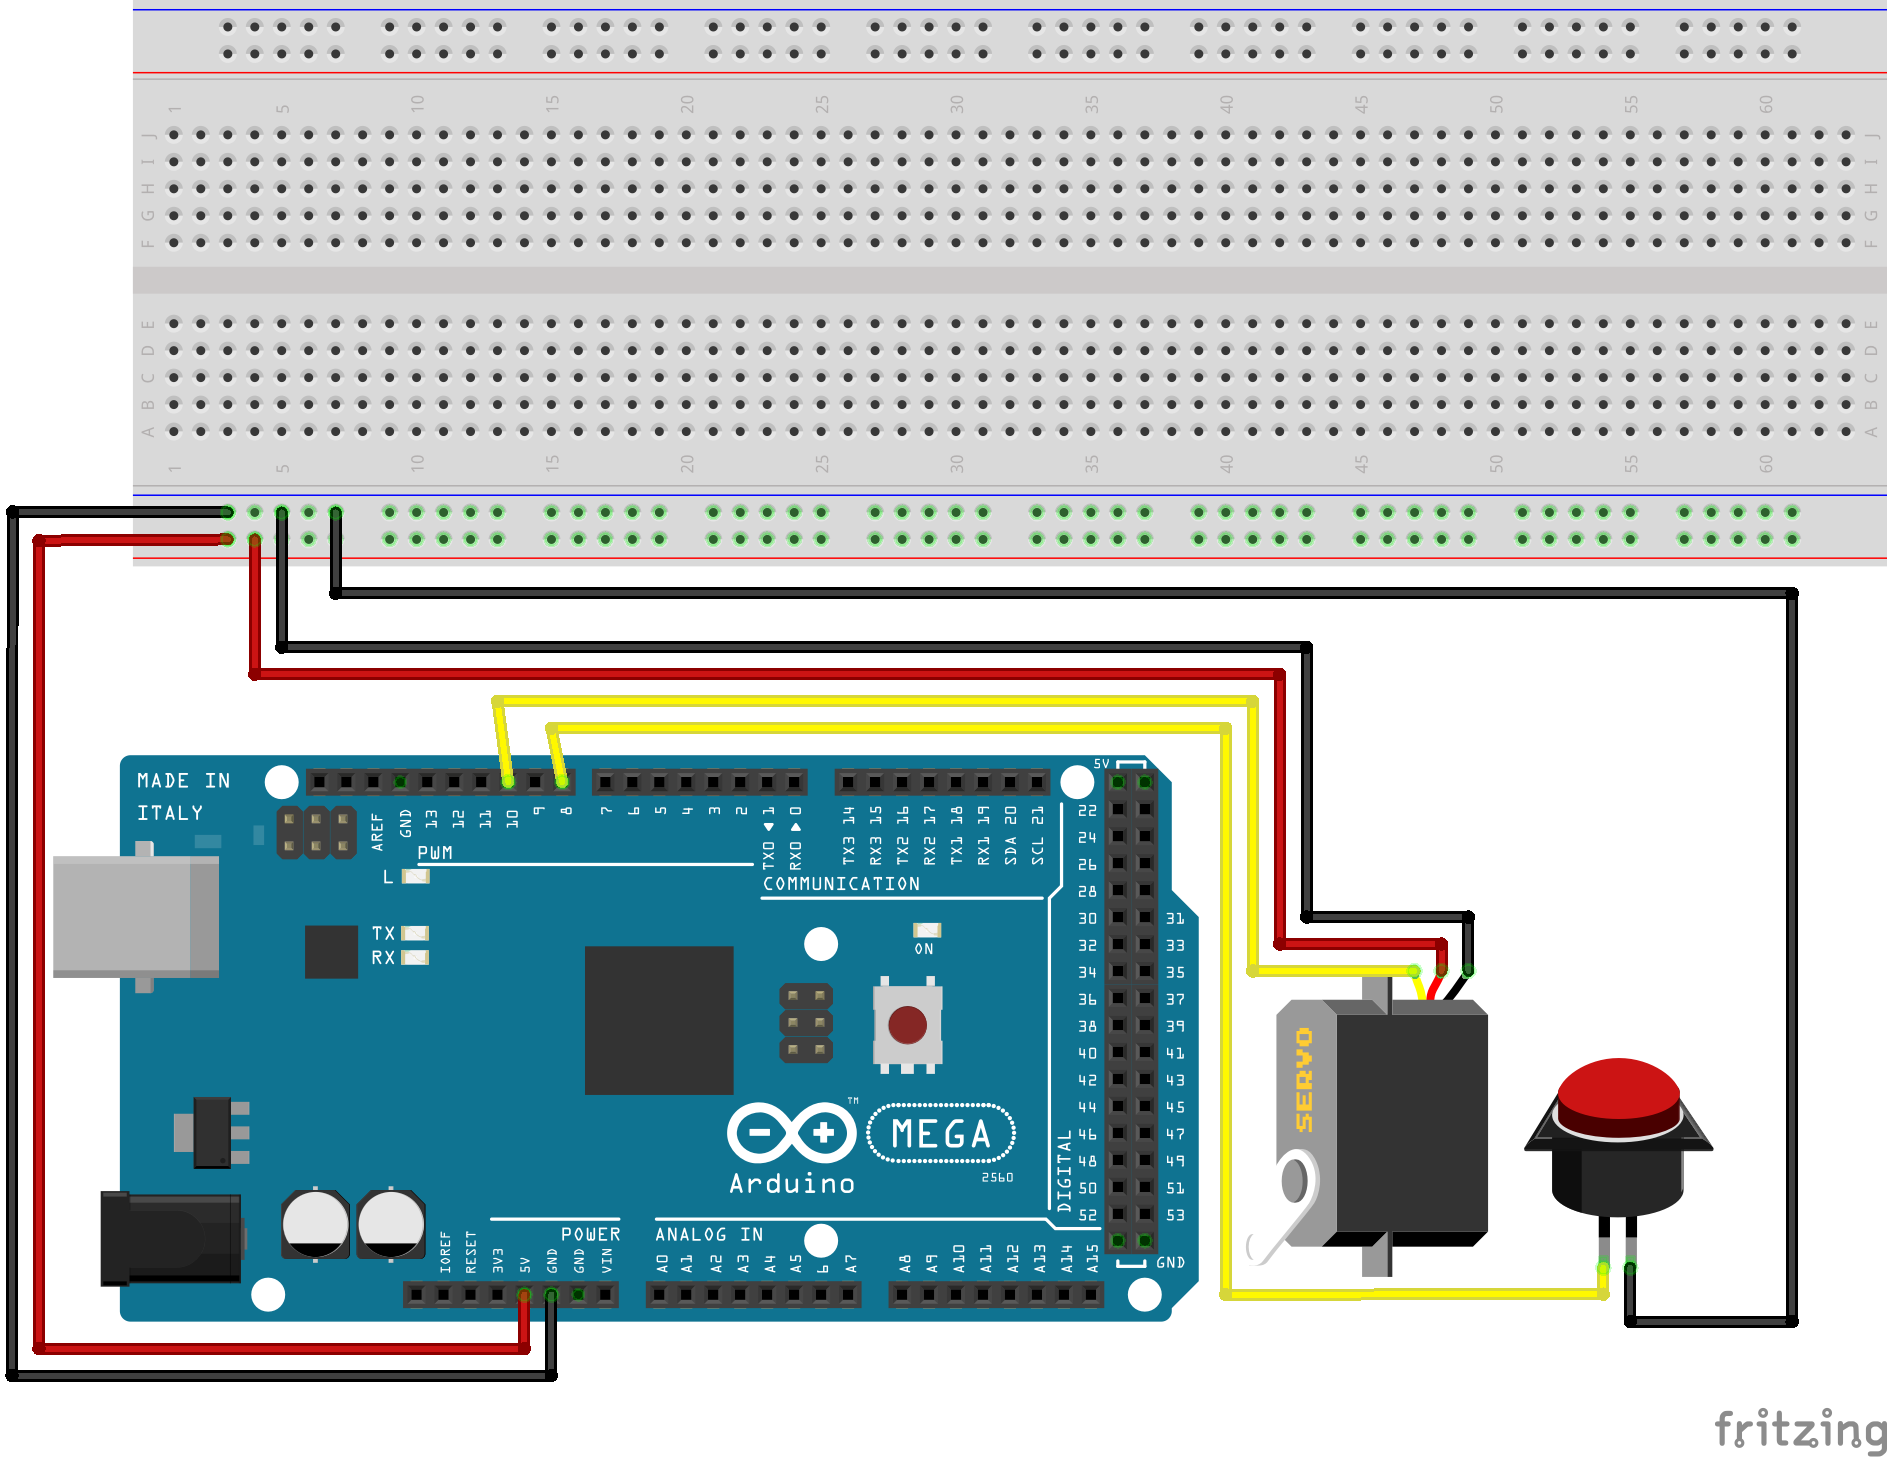 1 5 10 15 20 25 30 35 40 45 50 55 60
J J
I I
H H
G G
F F
E E
D D
C C
B B
A A
1 5 10 15 20 25 30 35 40 45 50 55 60
MADE IN
ITALY
AREF GND 13 12 11 10 9 8 7 6 5 4 3 2 TX0 1 RX0 0 TX3 14 RX3 15 TX2 16 RX2 17 TX1 18 RX1 19 SDA 20 SCL 21
PWM
COMMUNICATION
L
TX
RX
ON
5V
22
24
26
28
30 31
32 33
34 35
36 37
38 39
40 41
42 43
44 45
46 47
48 49
50 51
52 53
GND
DIGITAL
TM
MEGA
Arduino
2560
POWER
ANALOG IN
IOREF RESET 3V3 5V GND GND VIN A0 A1 A2 A3 A4 A5 6 A7 A8 A9 A10 A11 A12 A13 A14 A15
SERVO
fritzing